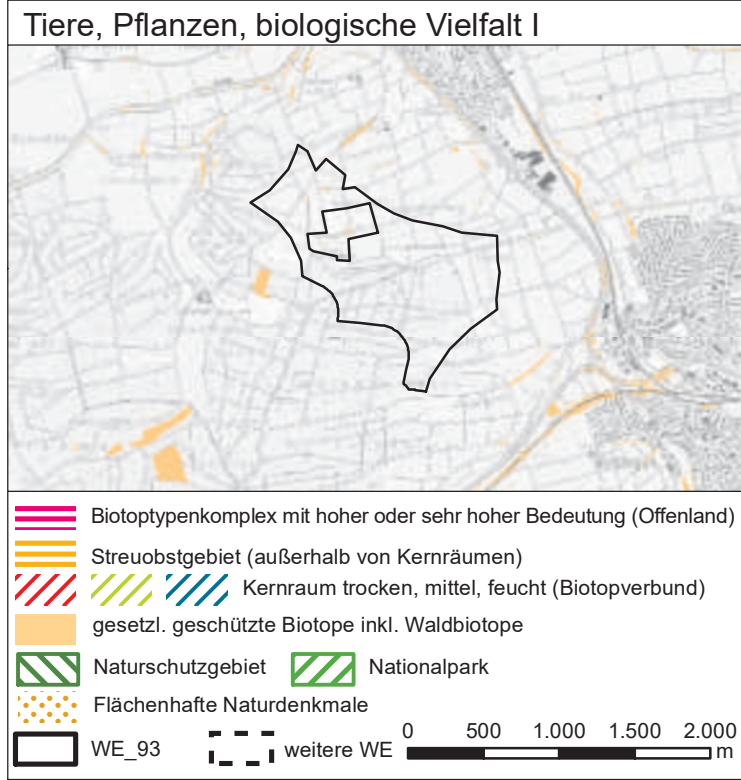 Tiere, Pflanzen, biologische Vielfalt I
Biotoptypenkomplex mit hoher oder sehr hoher Bedeutung (Offenland)
Streuobstgebiet (außerhalb von Kernräumen)
Kernraum trocken, mittel, feucht (Biotopverbund)
gesetzl. geschützte Biotope inkl. Waldbiotope
Naturschutzgebiet Nationalpark
Flächenhafte Naturdenkmale
WE_93 weitere WE 0 500 1.000 1.500 2.000 m